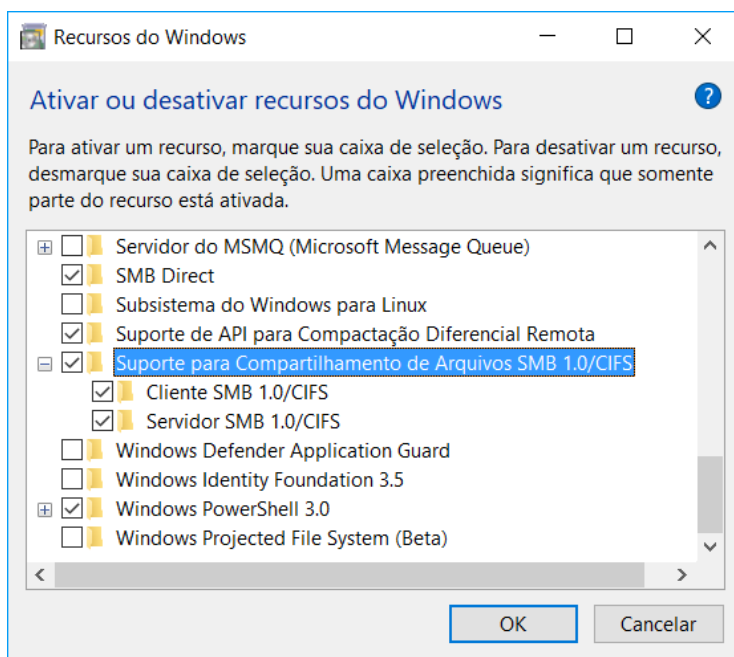 Recursos do Windows
Ativar ou desativar recursos do Windows
?
Para ativar um recurso, marque sua caixa de seleção. Para desativar um recurso,
desmarque sua caixa de seleção. Uma caixa preenchida significa que somente
parte do recurso está ativada.
Servidor do MSMQ (Microsoft Message Queue)
SMB Direct
Subsistema do Windows para Linux
Suporte de API para Compactação Diferencial Remota
Suporte para Compartilhamento de Arquivos SMB 1.0/CIFS
Cliente SMB 1.0/CIFS
Servidor SMB 1.0/CIFS
Windows Defender Application Guard
Windows Identity Foundation 3.5
Windows PowerShell 3.0
Windows Projected File System (Beta)
OK
Cancelar